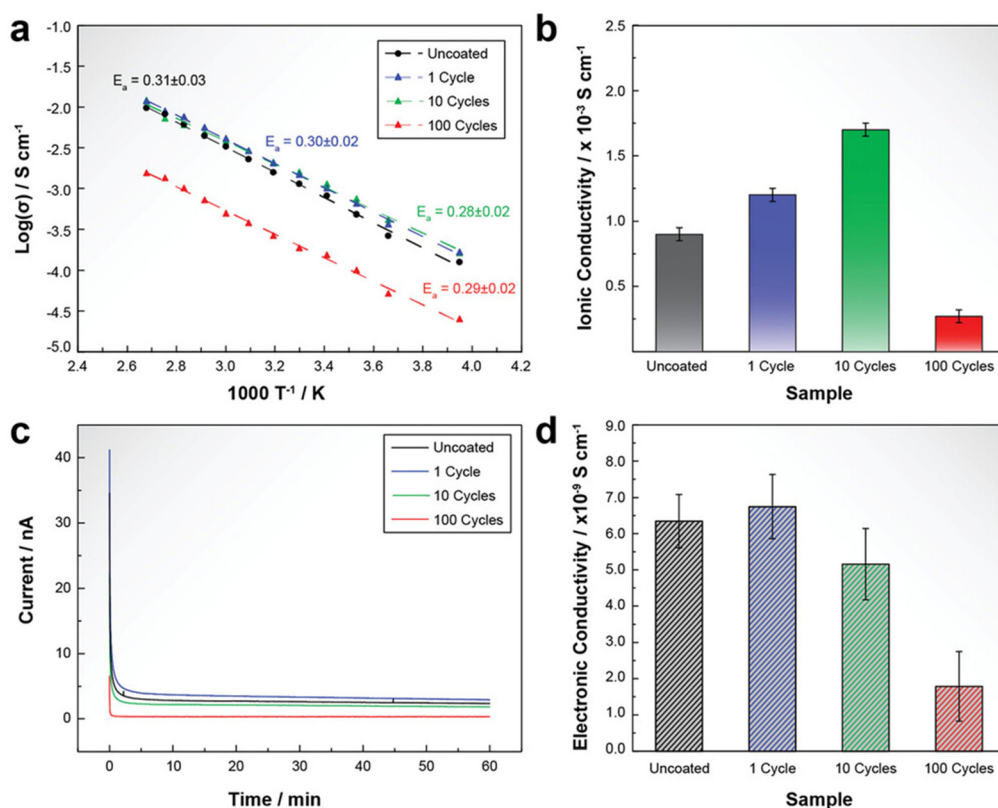 a
-1.0
-1.5
-2.0
-2.5
-3.0
-3.5
-4.0
-4.5
-5.0
Log(σ) / S cm⁻¹
Uncoated
1 Cycle
10 Cycles
100 Cycles
Eₐ = 0.31±0.03
Eₐ = 0.30±0.02
Eₐ = 0.28±0.02
Eₐ = 0.29±0.02
2.4 2.6 2.8 3.0 3.2 3.4 3.6 3.8 4.0 4.2
1000 T⁻¹ / K
b
2.5
2.0
1.5
1.0
0.5
Ionic Conductivity / x 10⁻³ S cm⁻¹
Uncoated 1 Cycle 10 Cycles 100 Cycles
Sample
c
40
30
20
10
0
Current / nA
Uncoated
1 Cycle
10 Cycles
100 Cycles
0 10 20 30 40 50 60
Time / min
d
9.0
8.0
7.0
6.0
5.0
4.0
3.0
2.0
1.0
0.0
Electronic Conductivity / x10⁻⁹ S cm⁻¹
Uncoated 1 Cycle 10 Cycles 100 Cycles
Sample